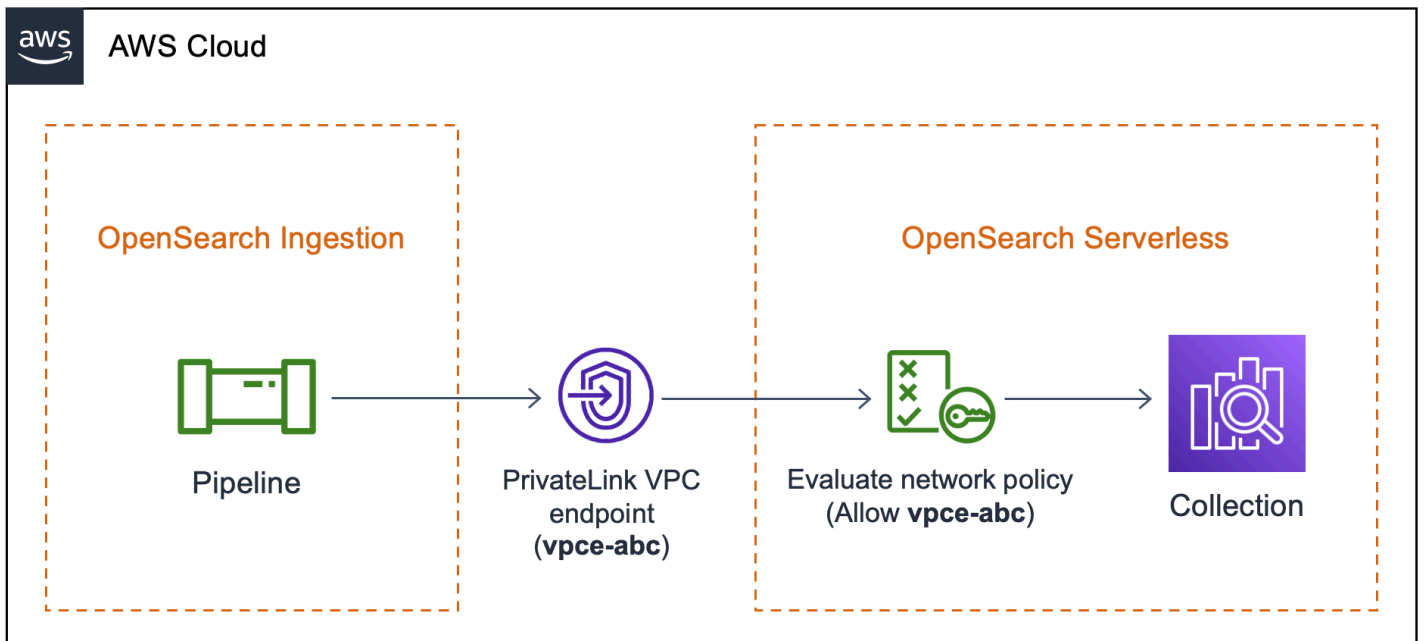 aws
AWS Cloud
OpenSearch Ingestion
OpenSearch Serverless
Pipeline
PrivateLink VPC
endpoint
(vpce-abc)
Evaluate network policy
(Allow vpce-abc)
Collection